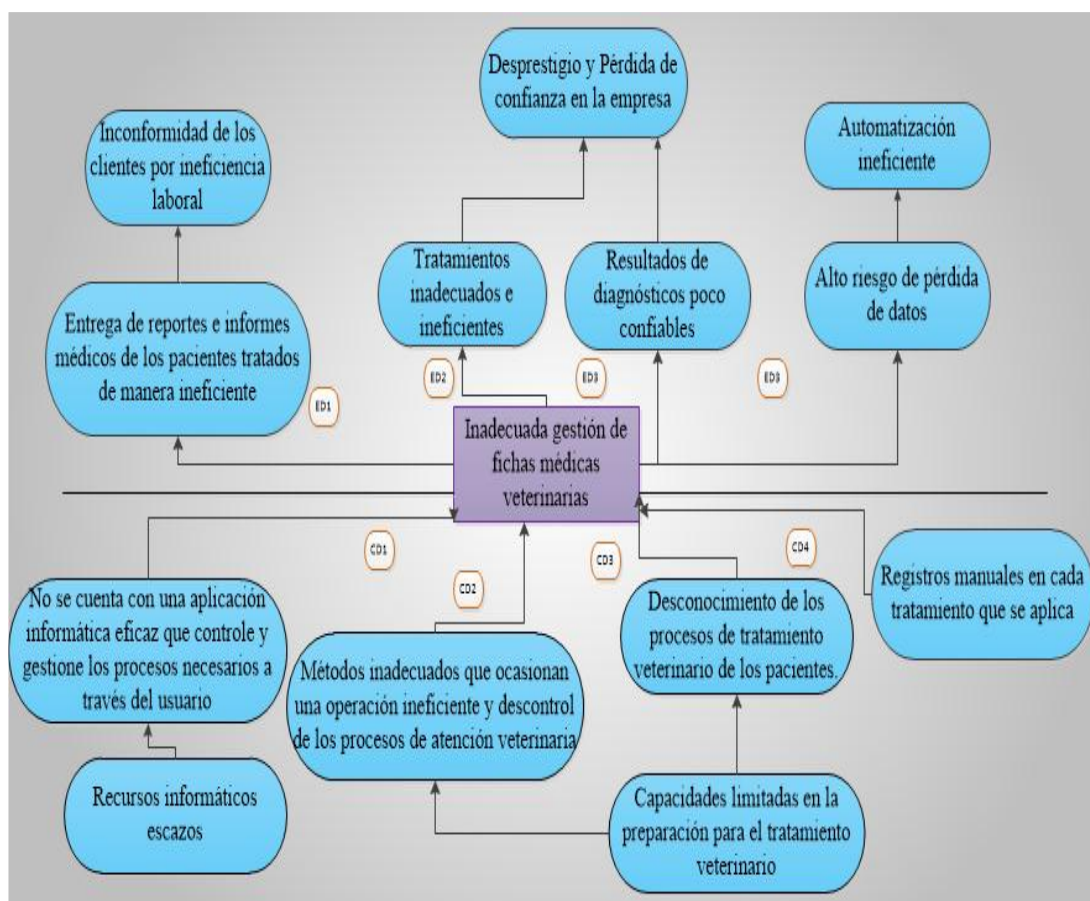 Desprestigio y Pérdida de
confianza en la empresa
Inconformidad de los
clientes por ineficiencia
laboral
Automatización
ineficiente
Tratamientos
inadecuados e
ineficientes
Resultados de
diagnósticos poco
confiables
Alto riesgo de pérdida
de datos
Entrega de reportes e informes
médicos de los pacientes tratados
de manera ineficiente
ED1
ED2
ED3
ED3
Inadecuada gestión de
fichas médicas
veterinarias
CD1
CD2
CD3
CD4
No se cuenta con una aplicación
informática eficaz que controle y
gestione los procesos necesarios a
través del usuario
Métodos inadecuados que ocasionan
una operación ineficiente y descontrol
de los procesos de atención veterinaria
Desconocimiento de los
procesos de tratamiento
veterinario de los pacientes.
Registros manuales en cada
tratamiento que se aplica
Recursos informáticos
escazos
Capacidades limitadas en la
preparación para el tratamiento
veterinario